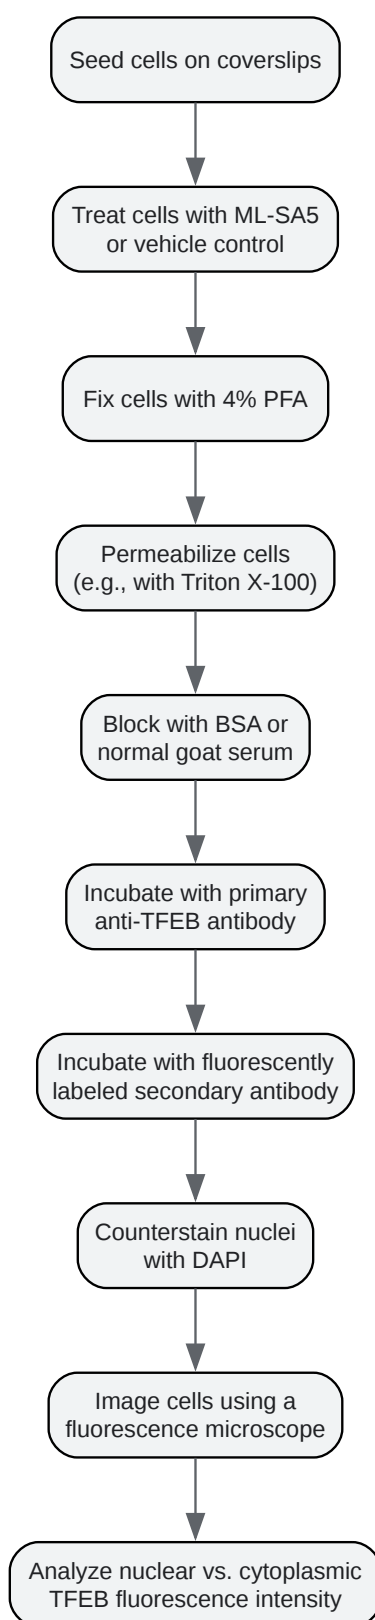 Seed cells on coverslips
Treat cells with ML-SA5
or vehicle control
Fix cells with 4% PFA
Permeabilize cells
(e.g., with Triton X-100)
Block with BSA or
normal goat serum
Incubate with primary
anti-TFEB antibody
Incubate with fluorescently
labeled secondary antibody
Counterstain nuclei
with DAPI
Image cells using a
fluorescence microscope
Analyze nuclear vs. cytoplasmic
TFEB fluorescence intensity